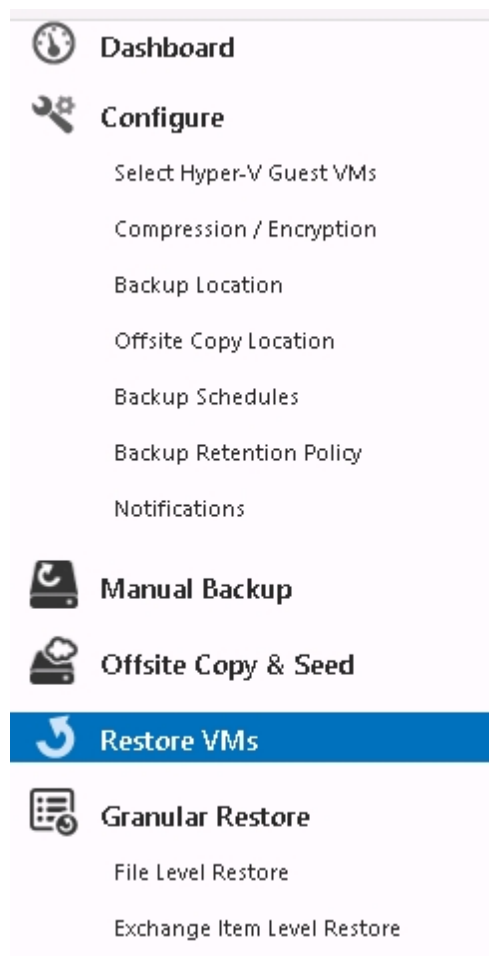 Dashboard
Configure
Select Hyper-V Guest VMs
Compression / Encryption
Backup Location
Offsite Copy Location
Backup Schedules
Backup Retention Policy
Notifications
Manual Backup
Offsite Copy & Seed
Restore VMs
Granular Restore
File Level Restore
Exchange Item Level Restore